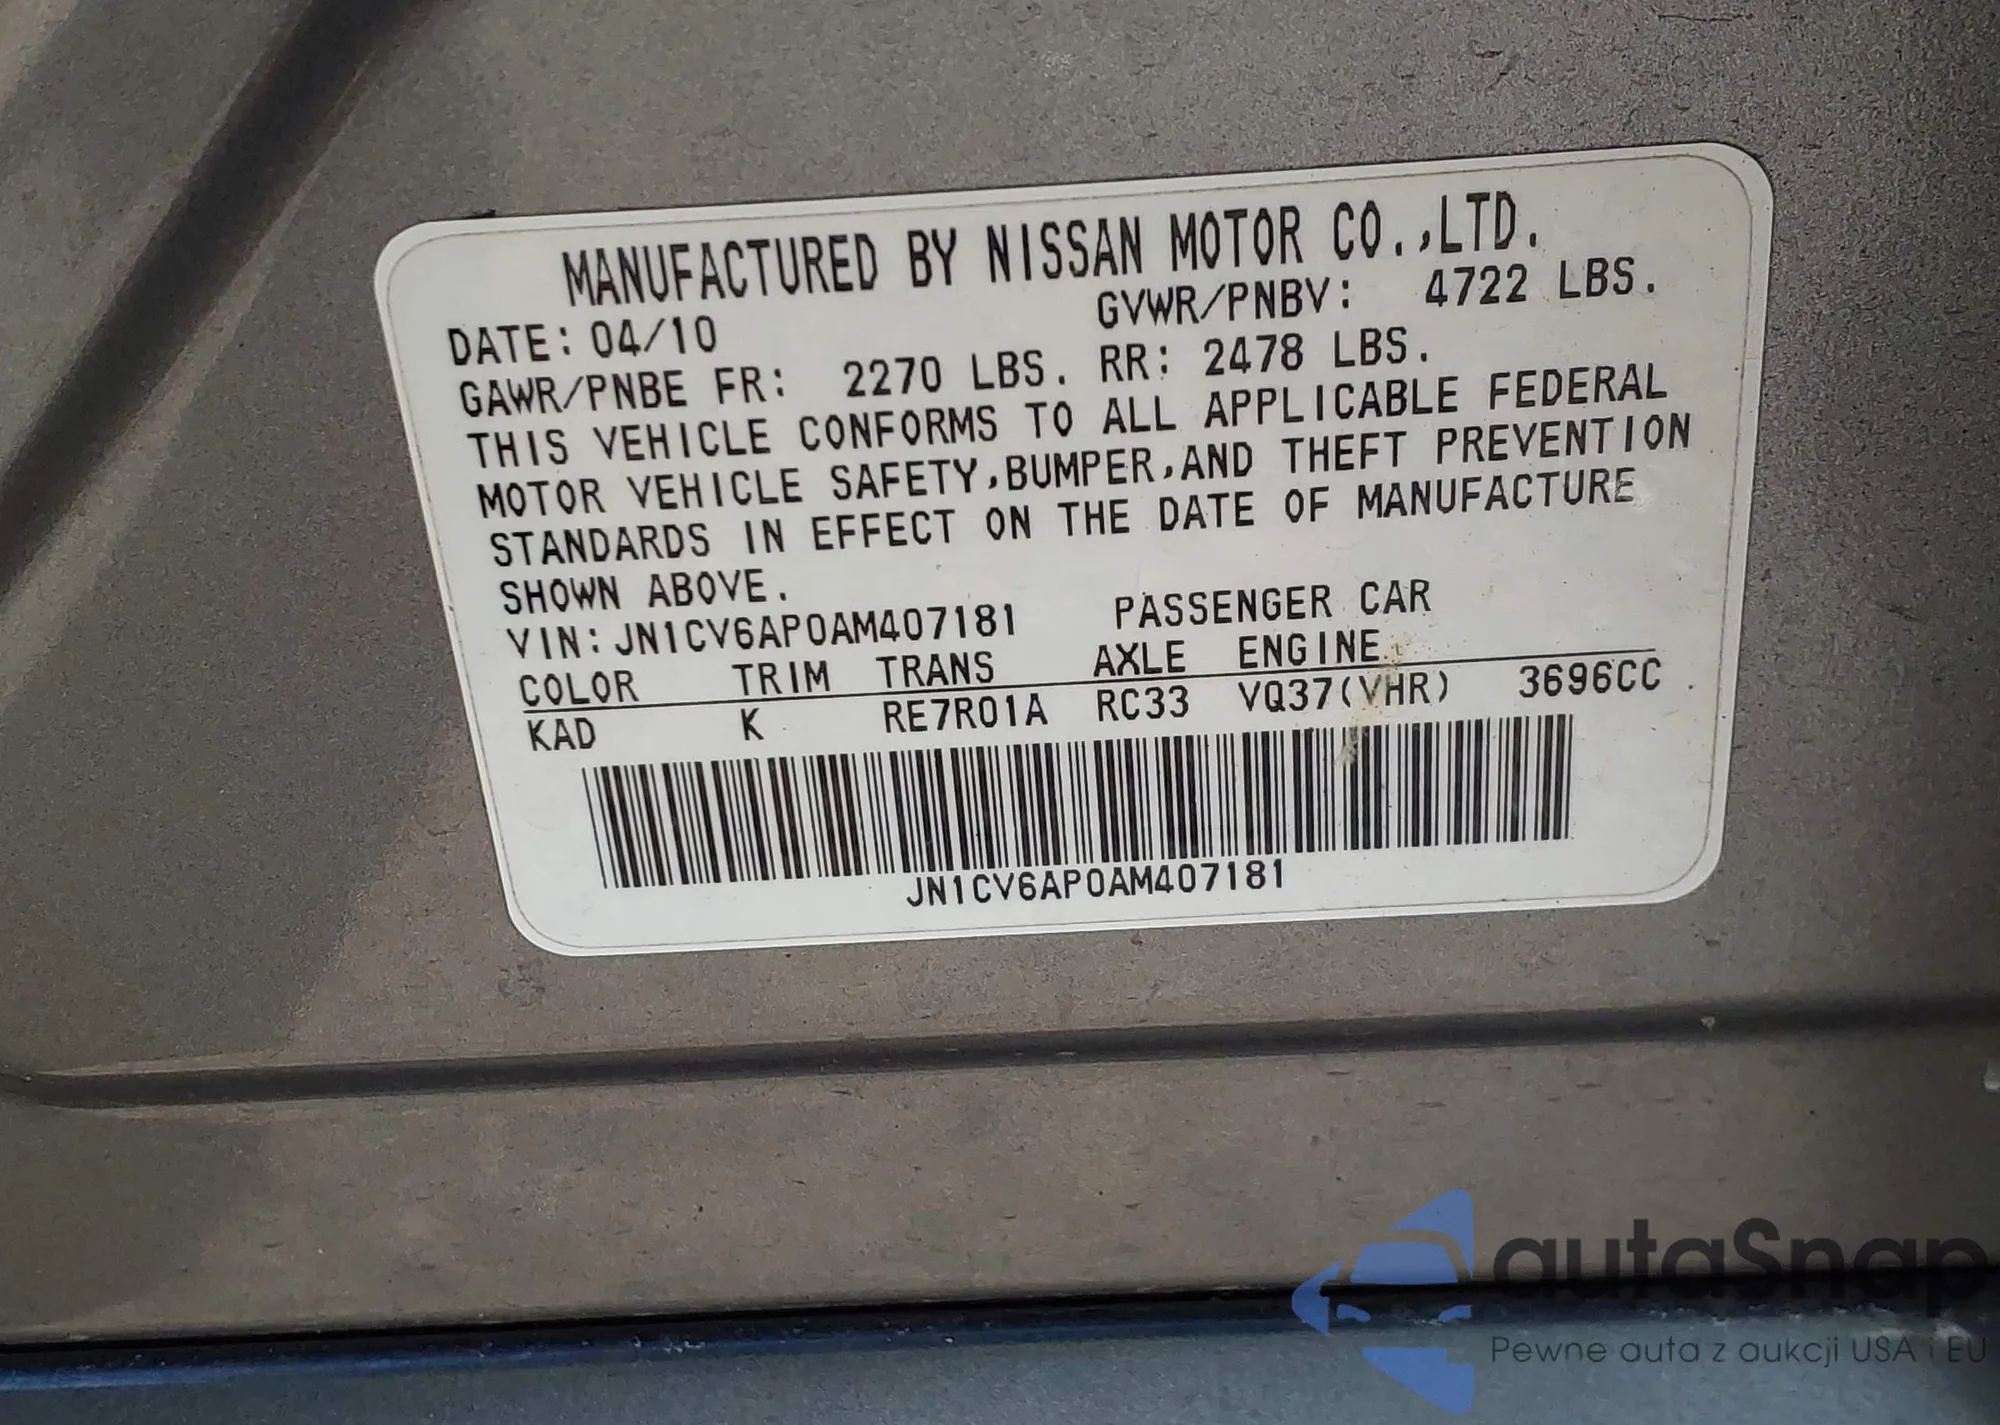 MANUFACTURED BY NISSAN MOTOR CO.,LTD.
DATE: 04/10 GVWR/PNBV: 4722 LBS.
GAWR/PNBE FR: 2270 LBS. RR: 2478 LBS.
THIS VEHICLE CONFORMS TO ALL APPLICABLE FEDERAL
MOTOR VEHICLE SAFETY,BUMPER,AND THEFT PREVENTION
STANDARDS IN EFFECT ON THE DATE OF MANUFACTURE
SHOWN ABOVE.
VIN:JN1CV6AP0AM407181 PASSENGER CAR
COLOR TRIM TRANS AXLE ENGINE
KAD K RE7R01A RC33 VQ37(VHR) 3696CC
JN1CV6AP0AM407181
autaSnap
Pewne auta z aukcji USA i EU